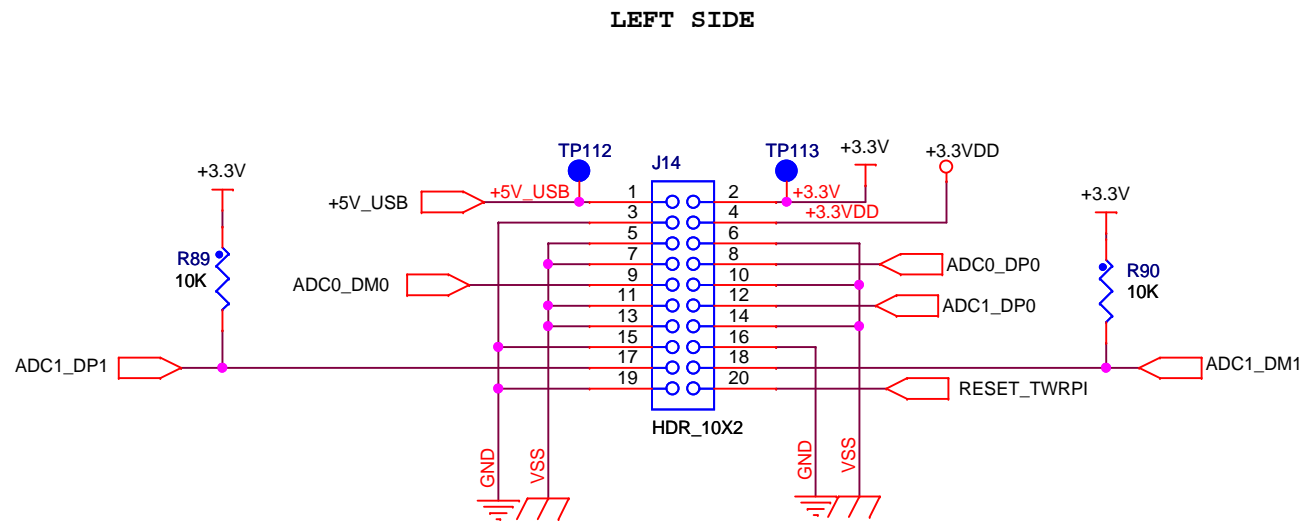 LEFT SIDE
TP112 J14 TP113 +3.3V +3.3VDD
+3.3V +3.3V
+5V_USB +5V_USB 1 2 +3.3V
3 4 +3.3VDD
5 6
R89 7 8 ADC0_DP0
10K
ADC0_DM0 9 10 R90
10K
11 12 ADC1_DP0
13 14
15 16
ADC1_DP1 17 18 ADC1_DM1
19 20 RESET_TWRPI
HDR_10X2
GND VSS GND VSS